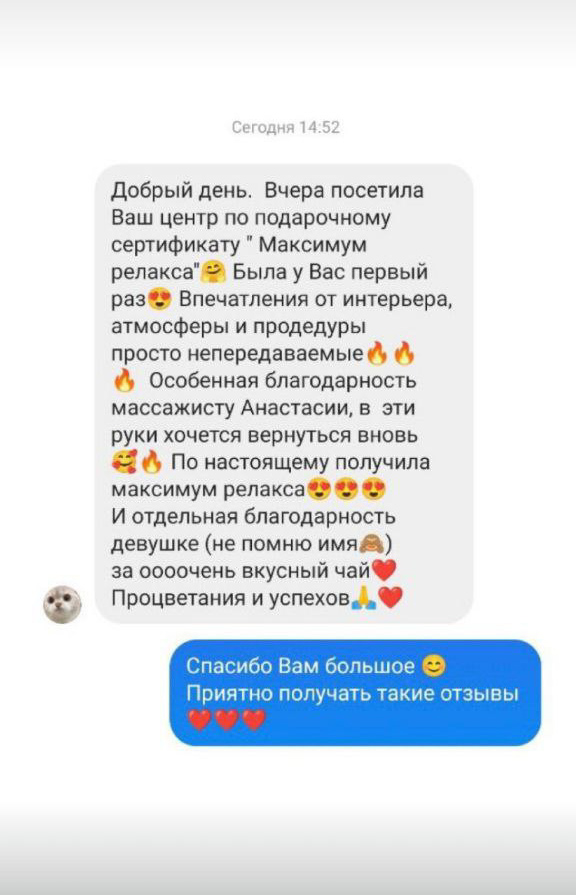 Сегодня 14:52
Добрый день.  Вчера посетила
Ваш центр по подарочному
сертификату " Максимум
релакса"🤗 Была у Вас первый
раз😍 Впечатления от интерьера,
атмосферы и продедуры
просто непередаваемые🔥🔥
🔥  Особенная благодарность
массажисту Анастасии, в  эти
руки хочется вернуться вновь
🥰🔥 По настоящему получила
максимум релакса😍😍😍
И отдельная благодарность
девушке (не помню имя🙈)
за оооочень вкусный чай❤️
Процветания и успехов🙏❤️
Спасибо Вам большое 😊
Приятно получать такие отзывы
❤️❤️❤️